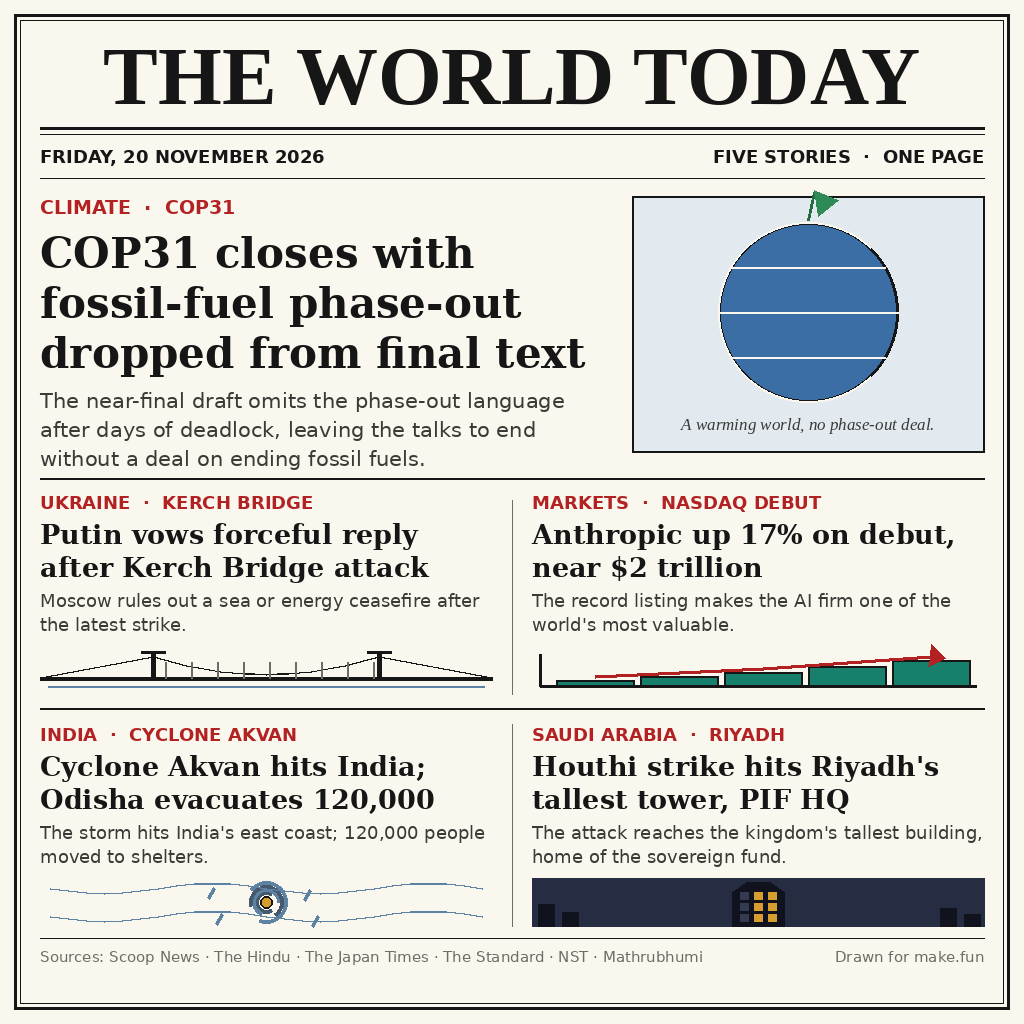 THE WORLD TODAY
FRIDAY, 20 NOVEMBER 2026
FIVE STORIES · ONE PAGE
CLIMATE · COP31
COP31 closes with
fossil-fuel phase-out
dropped from final text
The near-final draft omits the phase-out language
after days of deadlock, leaving the talks to end
without a deal on ending fossil fuels.
A warming world, no phase-out deal.
UKRAINE · KERCH BRIDGE
Putin vows forceful reply
after Kerch Bridge attack
Moscow rules out a sea or energy ceasefire after
the latest strike.
MARKETS · NASDAQ DEBUT
Anthropic up 17% on debut,
near $2 trillion
The record listing makes the AI firm one of the
world's most valuable.
INDIA · CYCLONE AKVAN
Cyclone Akvan hits India;
Odisha evacuates 120,000
The storm hits India's east coast; 120,000 people
moved to shelters.
SAUDI ARABIA · RIYADH
Houthi strike hits Riyadh's
tallest tower, PIF HQ
The attack reaches the kingdom's tallest building,
home of the sovereign fund.
Sources: Scoop News · The Hindu · The Japan Times · The Standard · NST · Mathrubhumi
Drawn for make.fun